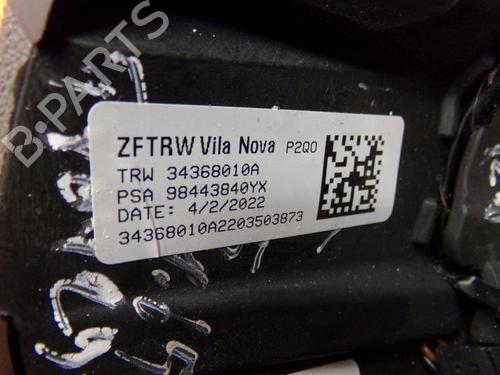 B-PARTS
ZFTRW Vila Nova P2Q0
TRW 34368010A
PSA 98443840YX
DATE: 4/2/2022
34368010A2203503873